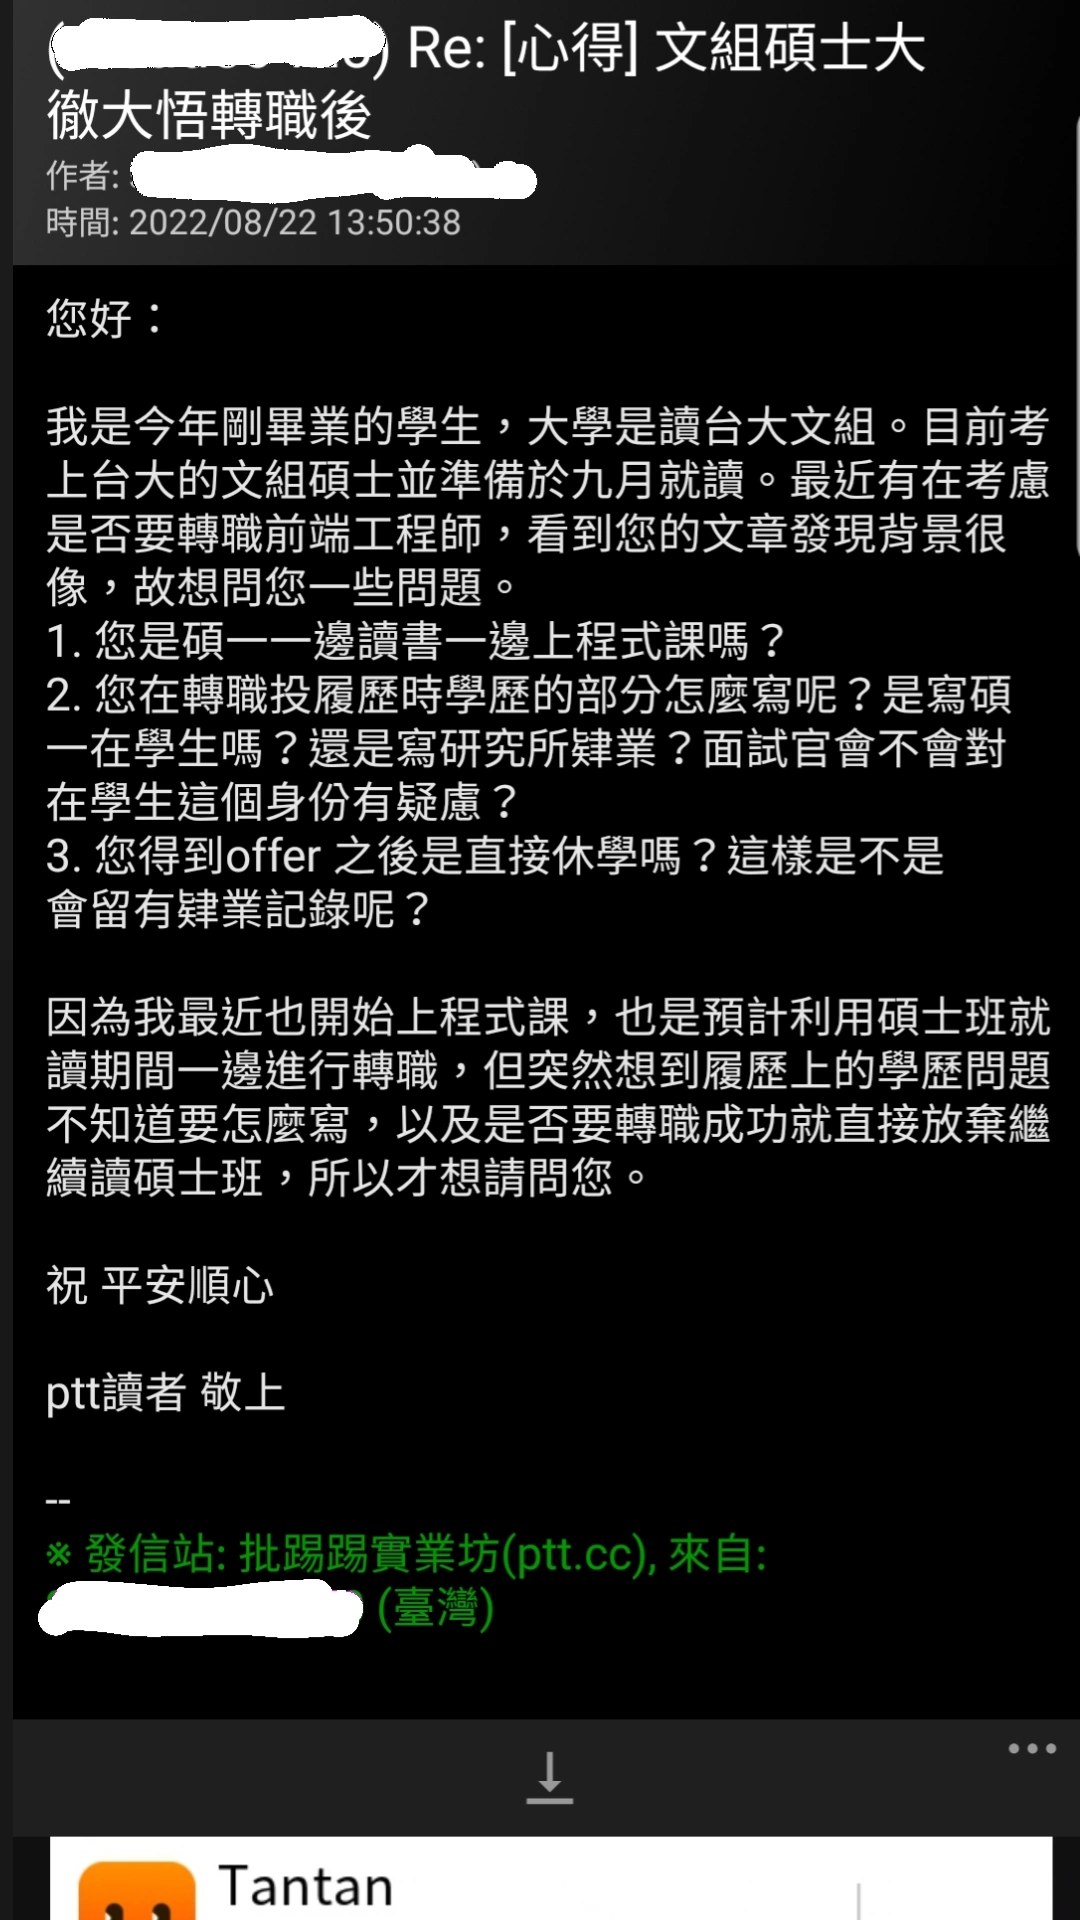 ) Re: [心得] 文組碩士大
徹大悟轉職後
作者:
時間: 2022/08/22 13:50:38
您好：
我是今年剛畢業的學生，大學是讀台大文組。目前考
上台大的文組碩士並準備於九月就讀。最近有在考慮
是否要轉職前端工程師，看到您的文章發現背景很
像，故想問您一些問題。
1. 您是碩一一邊讀書一邊上程式課嗎？
2. 您在轉職投履歷時學歷的部分怎麼寫呢？是寫碩
一在學生嗎？還是寫研究所肄業？面試官會不會對
在學生這個身份有疑慮？
3. 您得到offer 之後是直接休學嗎？這樣是不是
會留有肄業記錄呢？
因為我最近也開始上程式課，也是預計利用碩士班就
讀期間一邊進行轉職，但突然想到履歷上的學歷問題
不知道要怎麼寫，以及是否要轉職成功就直接放棄繼
續讀碩士班，所以才想請問您。
祝 平安順心
ptt讀者 敬上
--
※ 發信站: 批踢踢實業坊(ptt.cc), 來自:
(臺灣)
Tantan